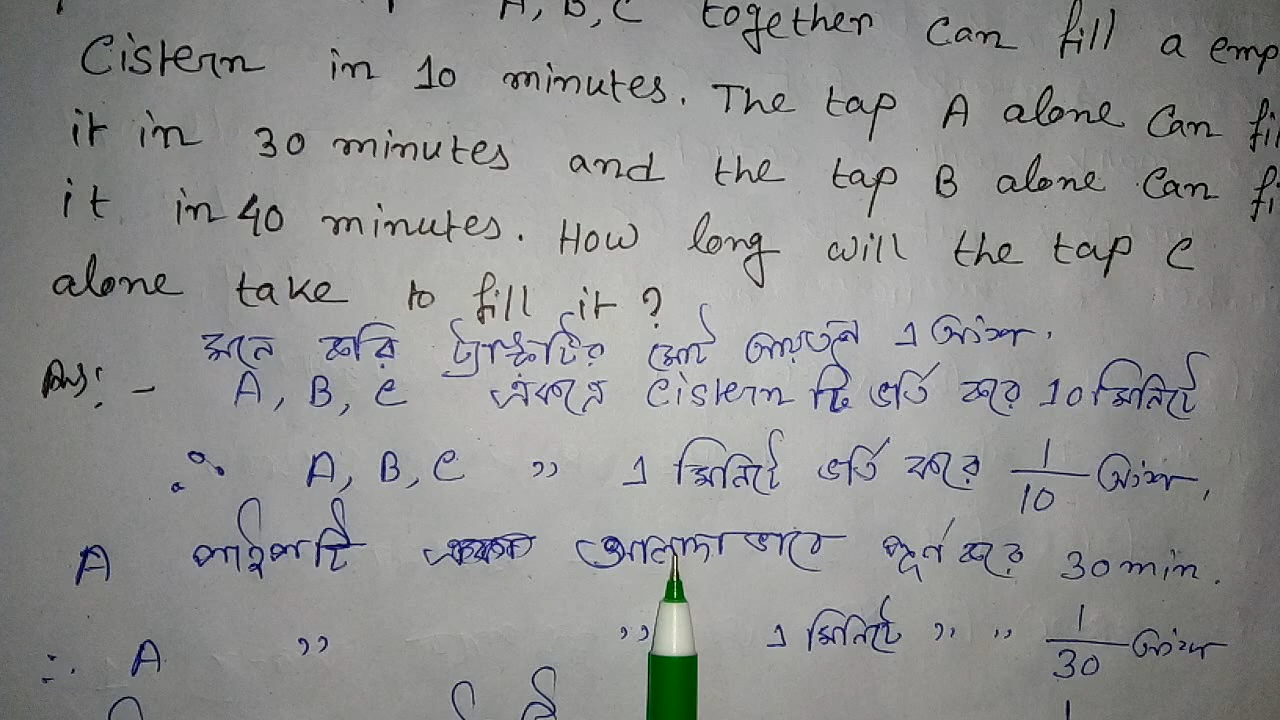 A, B, C together can fill a emp
Cistern in 10 minutes. The tap A alone can fi
it in 30 minutes and the tap B alone can fi
it in 40 minutes. How long will the tap C
alone take to fill it?
মনে করি ট্যাঙ্কটির মোট আয়তন 1 অংশ.
Ans: - A, B, C একত্রে Cistern টি ভর্তি করে 10 মিনিটে
∴ A, B, C ,, 1 মিনিটে ভর্তি করে 1/10 অংশ,
A পাইপটি আলাদাভাবে পূর্ণ করে 30 min.
∴ A ,, ,, 1 মিনিটে ,, ,, 1/30 অংশ